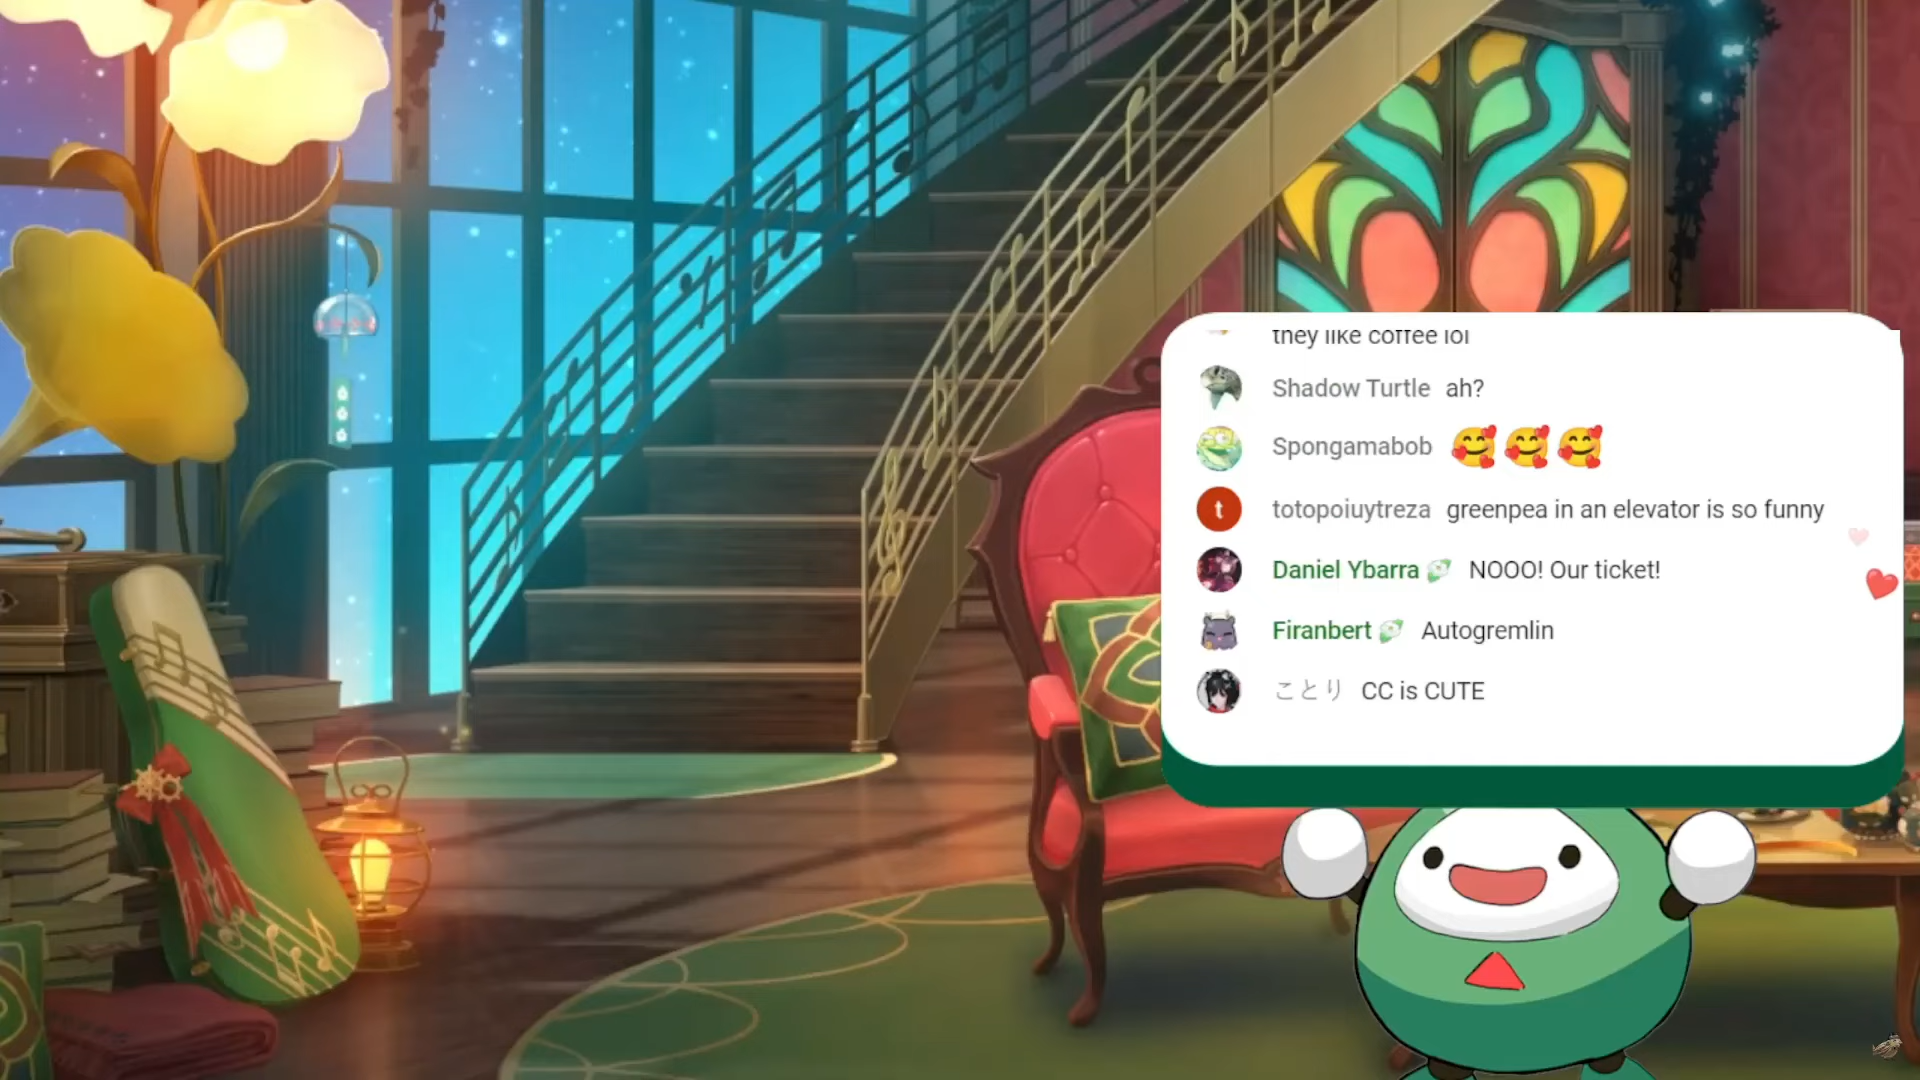 they like coffee lol
Shadow Turtle ah?
Spongamabob 🥰🥰🥰
t totopoiuytreza greenpea in an elevator is so funny
Daniel Ybarra NOOO! Our ticket!
Firanbert Autogremlin
ことり CC is CUTE